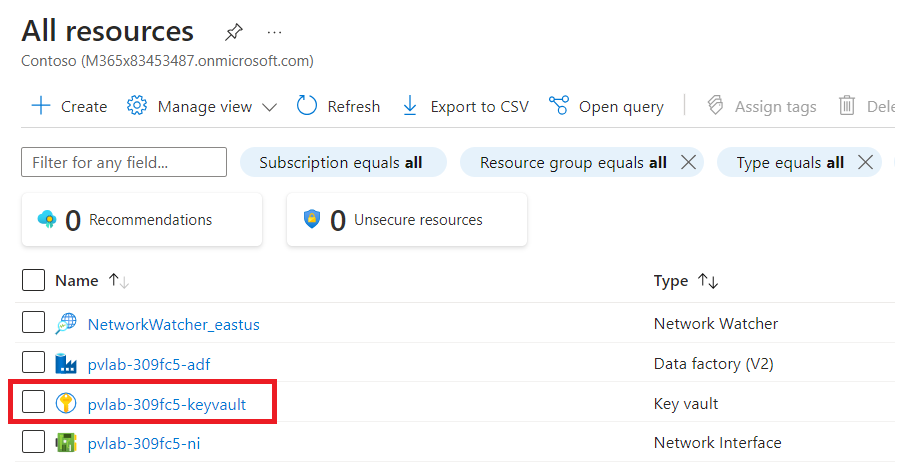 All resources ...
Contoso (M365x83453487.onmicrosoft.com)
Create Manage view Refresh Export to CSV Open query Assign tags Dele
Filter for any field... Subscription equals all Resource group equals all Type equals all
0 Recommendations 0 Unsecure resources
Name Type
NetworkWatcher_eastus Network Watcher
pvlab-309fc5-adf Data factory (V2)
pvlab-309fc5-keyvault Key vault
pvlab-309fc5-ni Network Interface